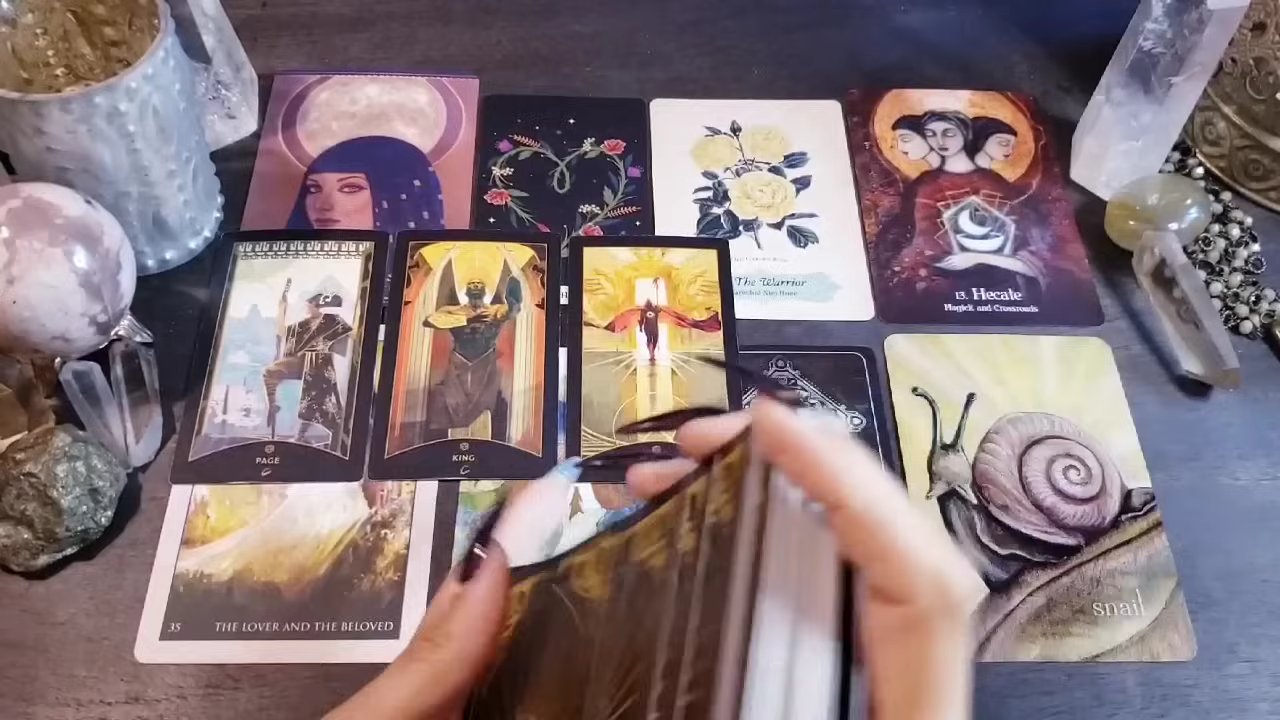 The Warrior
13. Hecate
Magick and Crossroads
PAGE
KING
35 THE LOVER AND THE BELOVED
snail